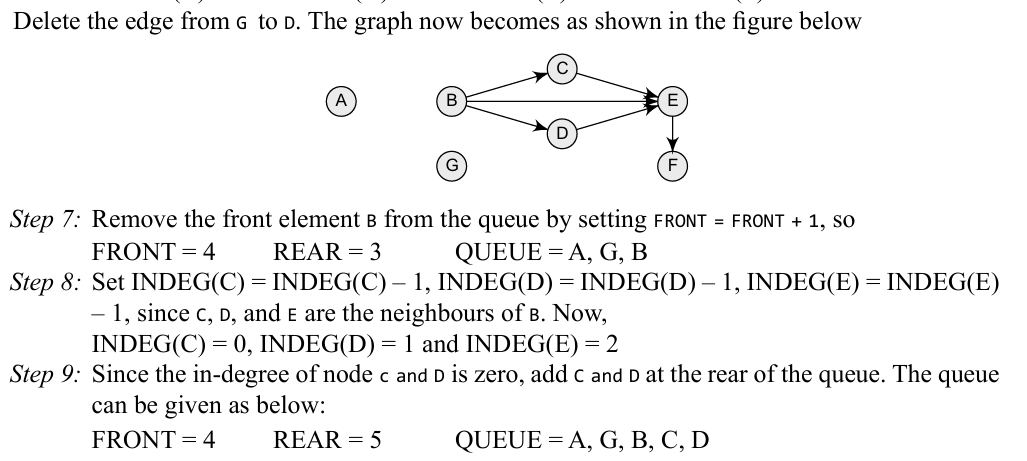 Delete the edge from G to D. The graph now becomes as shown in the figure below
C
A B E
D
G F
Step 7: Remove the front element B from the queue by setting FRONT = FRONT + 1, so
FRONT = 4 REAR = 3 QUEUE = A, G, B
Step 8: Set INDEG(C) = INDEG(C) – 1, INDEG(D) = INDEG(D) – 1, INDEG(E) = INDEG(E)
– 1, since C, D, and E are the neighbours of B. Now,
INDEG(C) = 0, INDEG(D) = 1 and INDEG(E) = 2
Step 9: Since the in-degree of node c and D is zero, add C and D at the rear of the queue. The queue
can be given as below:
FRONT = 4 REAR = 5 QUEUE = A, G, B, C, D